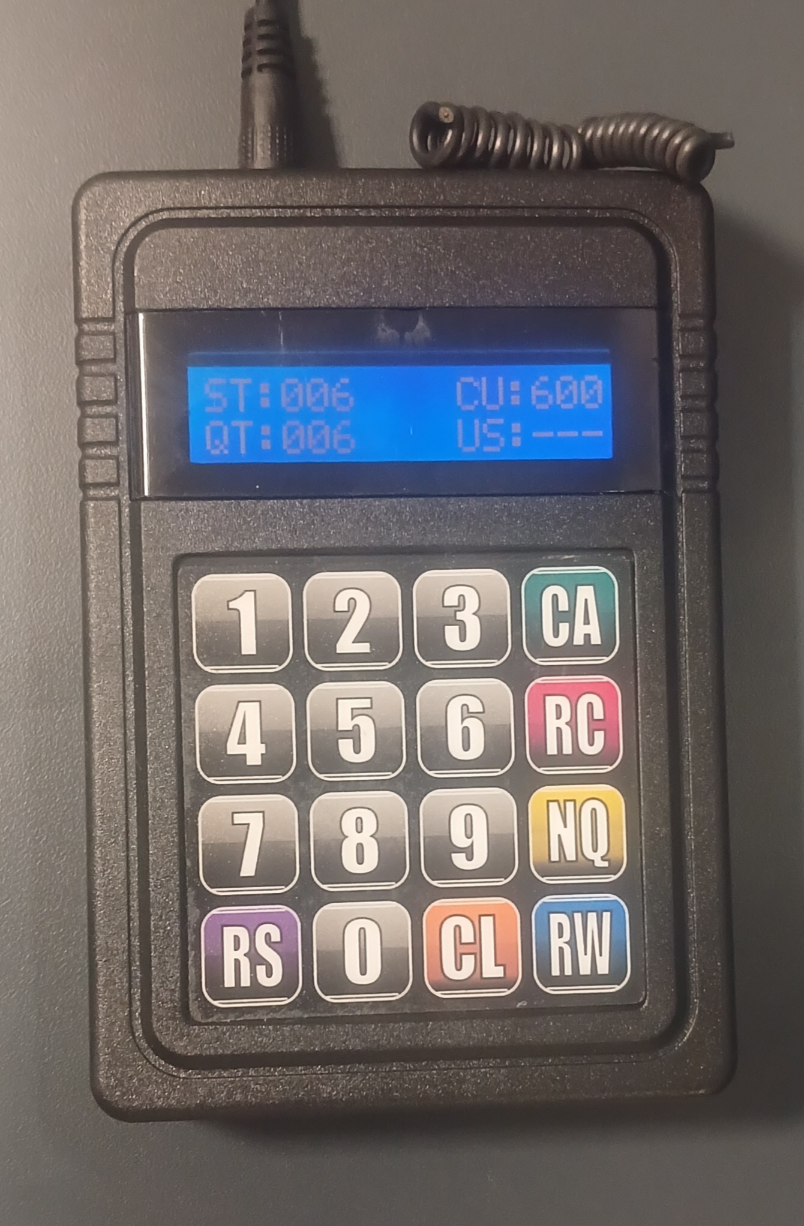 ST:006 CU:600
QT:006 US:---
1 2 3 CA
4 5 6 RC
7 8 9 NQ
RS 0 CL RW